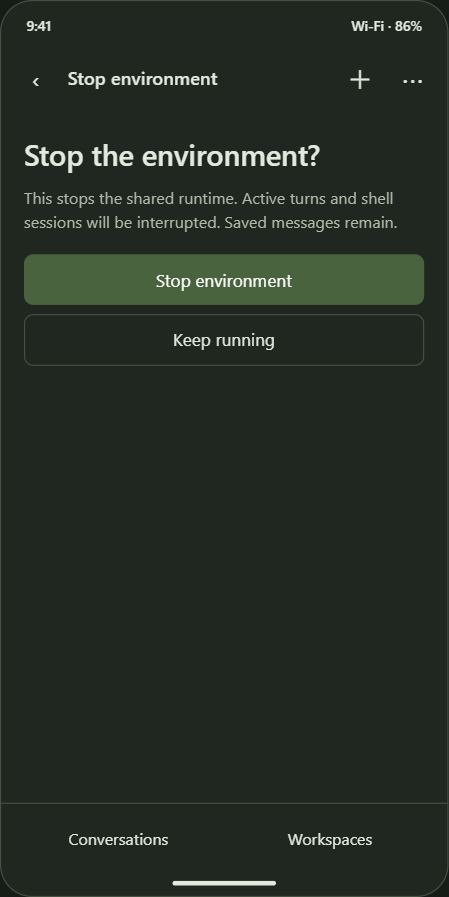 9:41
Wi-Fi · 86%
‹ Stop environment + ...
Stop the environment?
This stops the shared runtime. Active turns and shell
sessions will be interrupted. Saved messages remain.
Stop environment
Keep running
Conversations
Workspaces